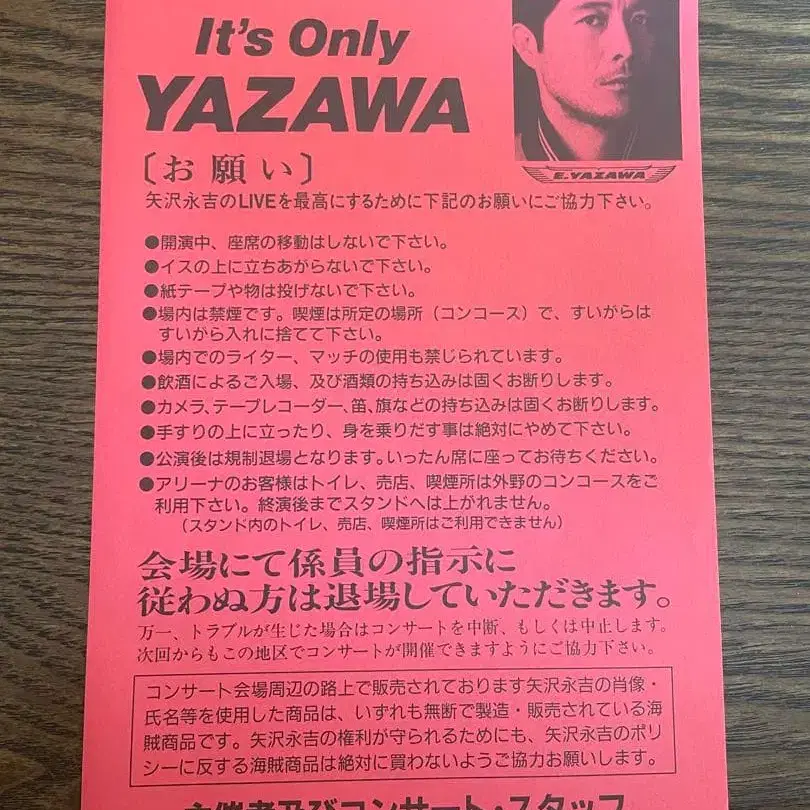 It's Only
YAZAWA
E.YAZAWA
〔お願い〕
矢沢永吉のLIVEを最高にするために下記のお願いにご協力下さい。
●開演中、座席の移動はしないで下さい。
●イスの上に立ちあがらないで下さい。
●紙テープや物は投げないで下さい。
●場内は禁煙です。喫煙は所定の場所（コンコース）で、すいがらは
すいがら入れに捨てて下さい。
●場内でのライター、マッチの使用も禁じられています。
●飲酒によるご入場、及び酒類の持ち込みは固くお断りします。
●カメラ、テープレコーダー、笛、旗などの持ち込みは固くお断りします。
●手すりの上に立ったり、身を乗りだす事は絶対にやめて下さい。
●公演後は規制退場となります。いったん席に座ってお待ちください。
●アリーナのお客様はトイレ、売店、喫煙所は外野のコンコースをご
利用下さい。終演後までスタンドへは上がれません。
（スタンド内のトイレ、売店、喫煙所はご利用できません）
会場にて係員の指示に
従わぬ方は退場していただきます。
万一、トラブルが生じた場合はコンサートを中断、もしくは中止します。
次回からもこの地区でコンサートが開催できますようにご協力下さい。
コンサート会場周辺の路上で販売されております矢沢永吉の肖像・
氏名等を使用した商品は、いずれも無断で製造・販売されている海
賊商品です。矢沢永吉の権利が守られるためにも、矢沢永吉のポリ
シーに反する海賊商品は絶対に買わないようご協力お願いします。
主催者及びコンサート・スタッフ